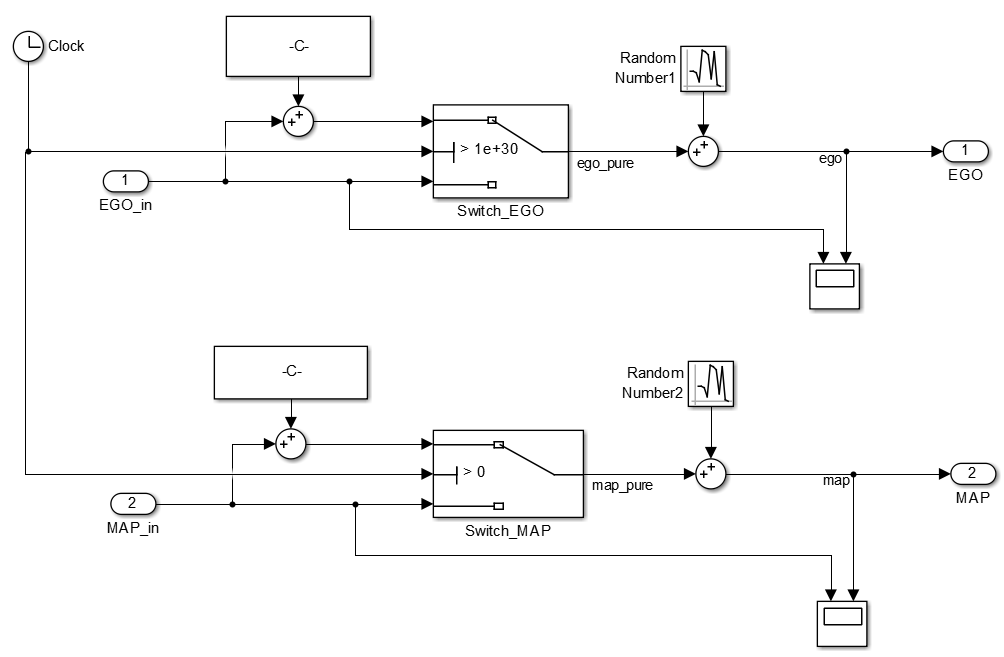 Clock
-C-
Random
Number1
> 1e+30
1
EGO_in
Switch_EGO
ego_pure
ego
1
EGO
-C-
Random
Number2
> 0
2
MAP_in
Switch_MAP
map_pure
map
2
MAP